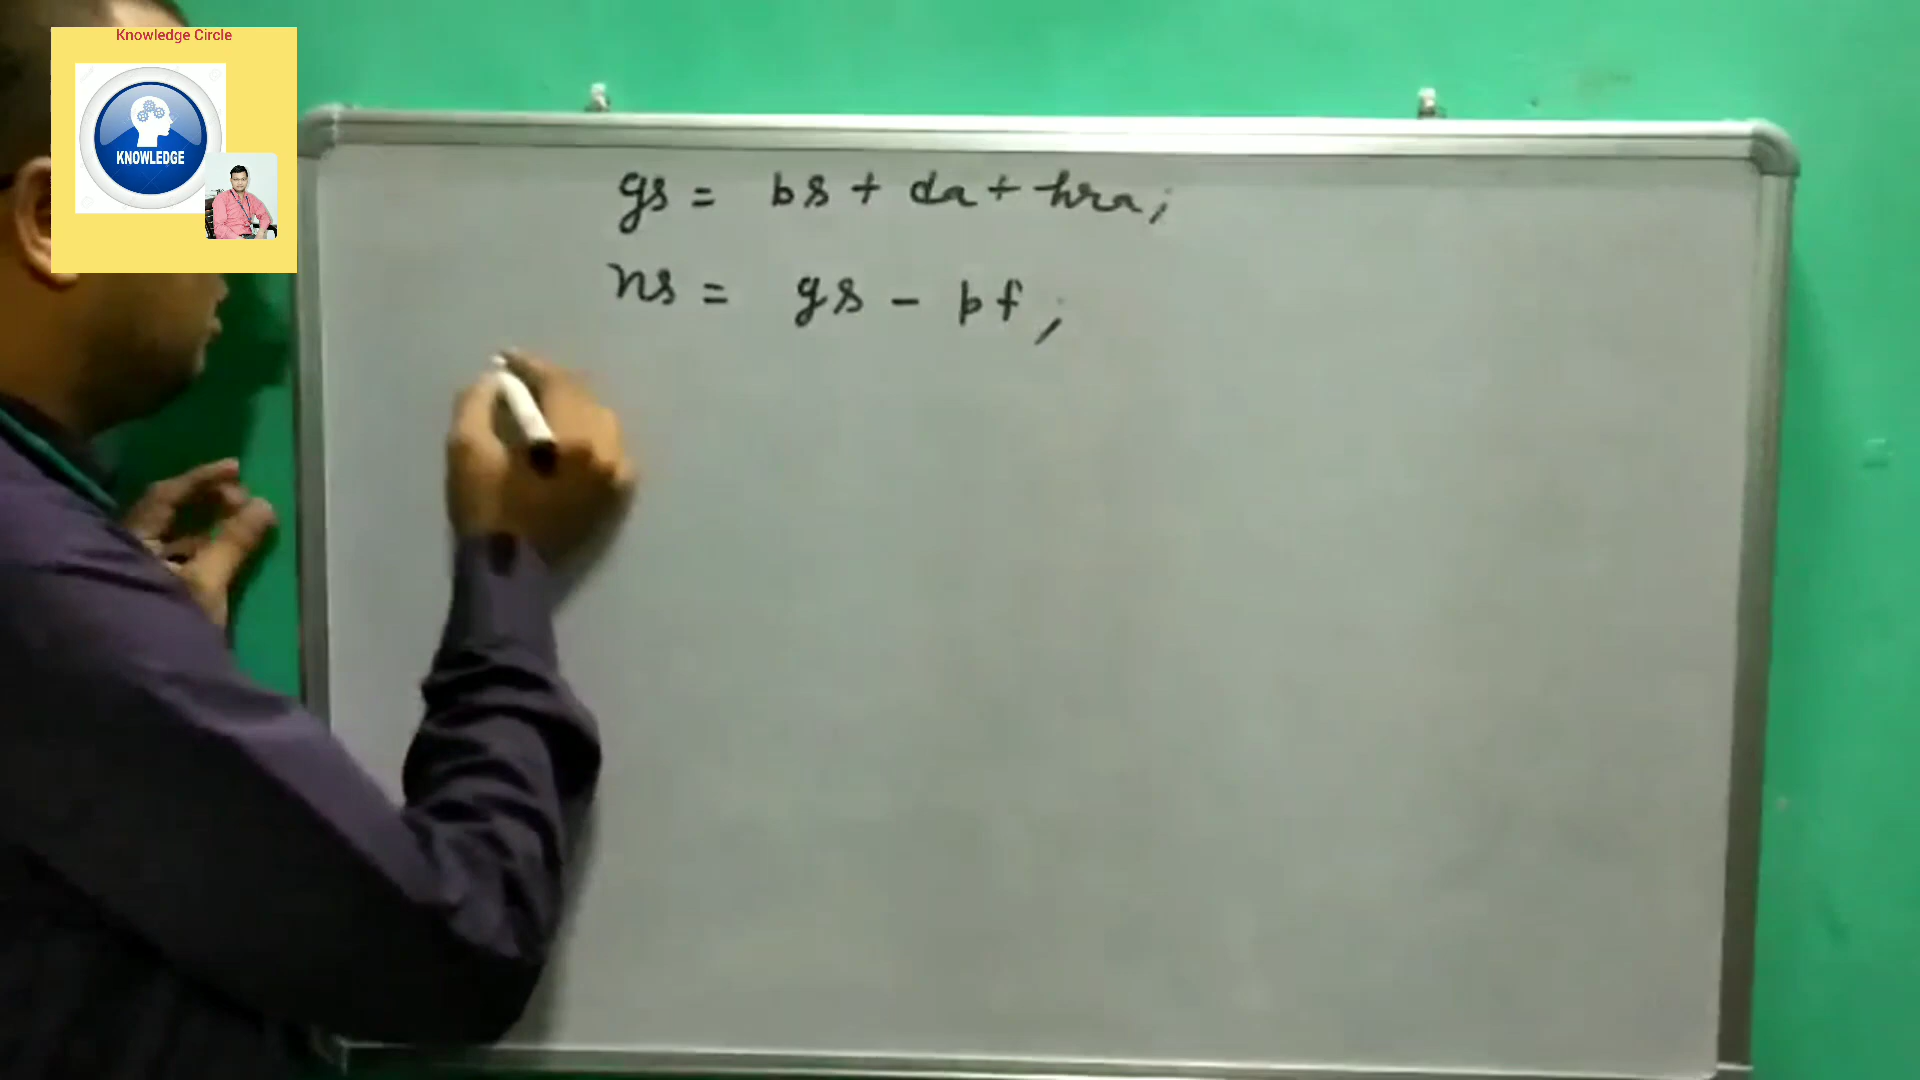 Knowledge Circle
KNOWLEDGE
gs = bs + da + hra;
ns = gs - pf;